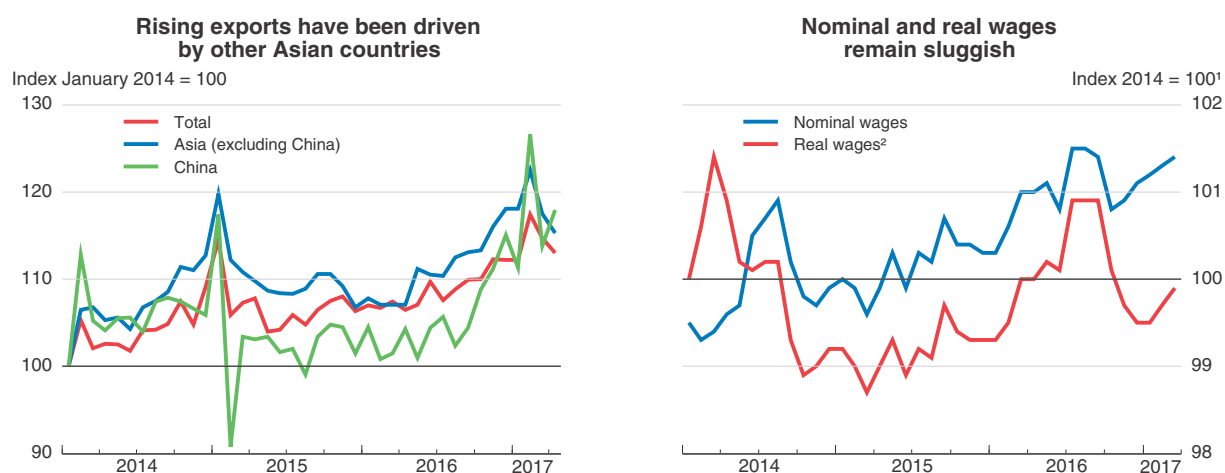 Rising exports have been driven
by other Asian countries
Index January 2014 = 100
130
120
110
100
90
Total
Asia (excluding China)
China
2014
2015
2016
2017
Nominal and real wages
remain sluggish
Index 2014 = 100¹
102
101
100
99
98
Nominal wages
Real wages²
2014
2015
2016
2017